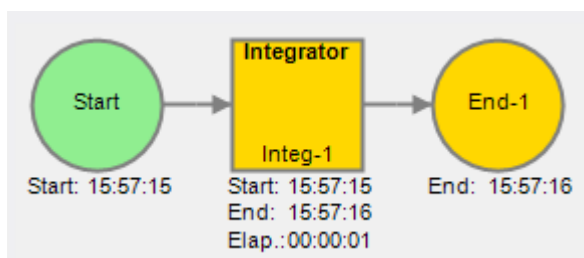 Start
Start: 15:57:15
Integrator
Integ-1
Start: 15:57:15
End: 15:57:16
Elap.:00:00:01
End-1
End: 15:57:16